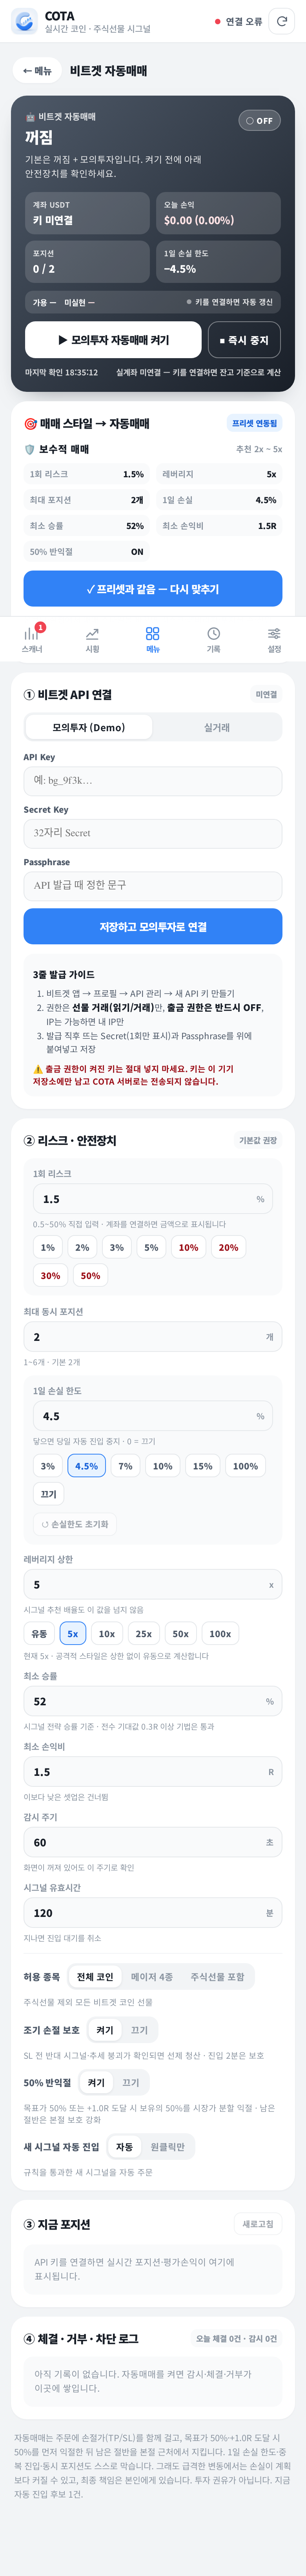 COTA
실시간 코인 · 주식선물 시그널
연결 오류
← 메뉴
비트겟 자동매매
🤖 비트겟 자동매매
OFF
꺼짐
기본은 꺼짐 + 모의투자입니다. 켜기 전에 아래
안전장치를 확인하세요.
계좌 USDT
키 미연결
오늘 손익
$0.00 (0.00%)
포지션
0 / 2
1일 손실 한도
−4.5%
가용 — 미실현 —
키를 연결하면 자동 갱신
▶ 모의투자 자동매매 켜기
■ 즉시 중지
마지막 확인 18:35:12
실계좌 미연결 — 키를 연결하면 잔고 기준으로 계산
🎯 매매 스타일 → 자동매매
프리셋 연동됨
🛡️ 보수적 매매
추천 2x ~ 5x
1회 리스크 1.5%
레버리지 5x
최대 포지션 2개
1일 손실 4.5%
최소 승률 52%
최소 손익비 1.5R
50% 반익절 ON
✓ 프리셋과 같음 — 다시 맞추기
1
스캐너
시황
메뉴
기록
설정
① 비트겟 API 연결
미연결
모의투자 (Demo)
실거래
API Key
예: bg_9f3k…
Secret Key
32자리 Secret
Passphrase
API 발급 때 정한 문구
저장하고 모의투자로 연결
3줄 발급 가이드
1. 비트겟 앱 → 프로필 → API 관리 → 새 API 키 만들기
2. 권한은 선물 거래(읽기/거래)만, 출금 권한은 반드시 OFF,
IP는 가능하면 내 IP만
3. 발급 직후 뜨는 Secret(1회만 표시)과 Passphrase를 위에
붙여넣고 저장
⚠️ 출금 권한이 켜진 키는 절대 넣지 마세요. 키는 이 기기
저장소에만 남고 COTA 서버로는 전송되지 않습니다.
② 리스크 · 안전장치
기본값 권장
1회 리스크
1.5 %
0.5~50% 직접 입력 · 계좌를 연결하면 금액으로 표시됩니다
1% 2% 3% 5% 10% 20%
30% 50%
최대 동시 포지션
2 개
1~6개 · 기본 2개
1일 손실 한도
4.5 %
닿으면 당일 자동 진입 중지 · 0 = 끄기
3% 4.5% 7% 10% 15% 100%
끄기
손실한도 초기화
레버리지 상한
5 x
시그널 추천 배율도 이 값을 넘지 않음
유동 5x 10x 25x 50x 100x
현재 5x · 공격적 스타일은 상한 없이 유동으로 계산합니다
최소 승률
52 %
시그널 전략 승률 기준 · 전수 기대값 0.3R 이상 기법은 통과
최소 손익비
1.5 R
이보다 낮은 셋업은 건너뜀
감시 주기
60 초
화면이 꺼져 있어도 이 주기로 확인
시그널 유효시간
120 분
지나면 진입 대기를 취소
허용 종목 전체 코인 메이저 4종 주식선물 포함
주식선물 제외 모든 비트겟 코인 선물
조기 손절 보호 켜기 끄기
SL 전 반대 시그널·추세 붕괴가 확인되면 선제 청산 · 진입 2분은 보호
50% 반익절 켜기 끄기
목표가 50% 또는 +1.0R 도달 시 보유의 50%를 시장가 분할 익절 · 남은
절반은 본절 보호 강화
새 시그널 자동 진입 자동 원클릭만
규칙을 통과한 새 시그널을 자동 주문
③ 지금 포지션
새로고침
API 키를 연결하면 실시간 포지션·평가손익이 여기에
표시됩니다.
④ 체결 · 거부 · 차단 로그
오늘 체결 0건 · 감시 0건
아직 기록이 없습니다. 자동매매를 켜면 감시·체결·거부가
이곳에 쌓입니다.
자동매매는 주문에 손절가(TP/SL)를 함께 걸고, 목표가 50%·+1.0R 도달 시
50%를 먼저 익절한 뒤 남은 절반을 본절 근처에서 지킵니다. 1일 손실 한도·중
복 진입·동시 포지션도 스스로 막습니다. 그래도 급격한 변동에서는 손실이 계획
보다 커질 수 있고, 최종 책임은 본인에게 있습니다. 투자 권유가 아닙니다. 지금
자동 진입 후보 1건.